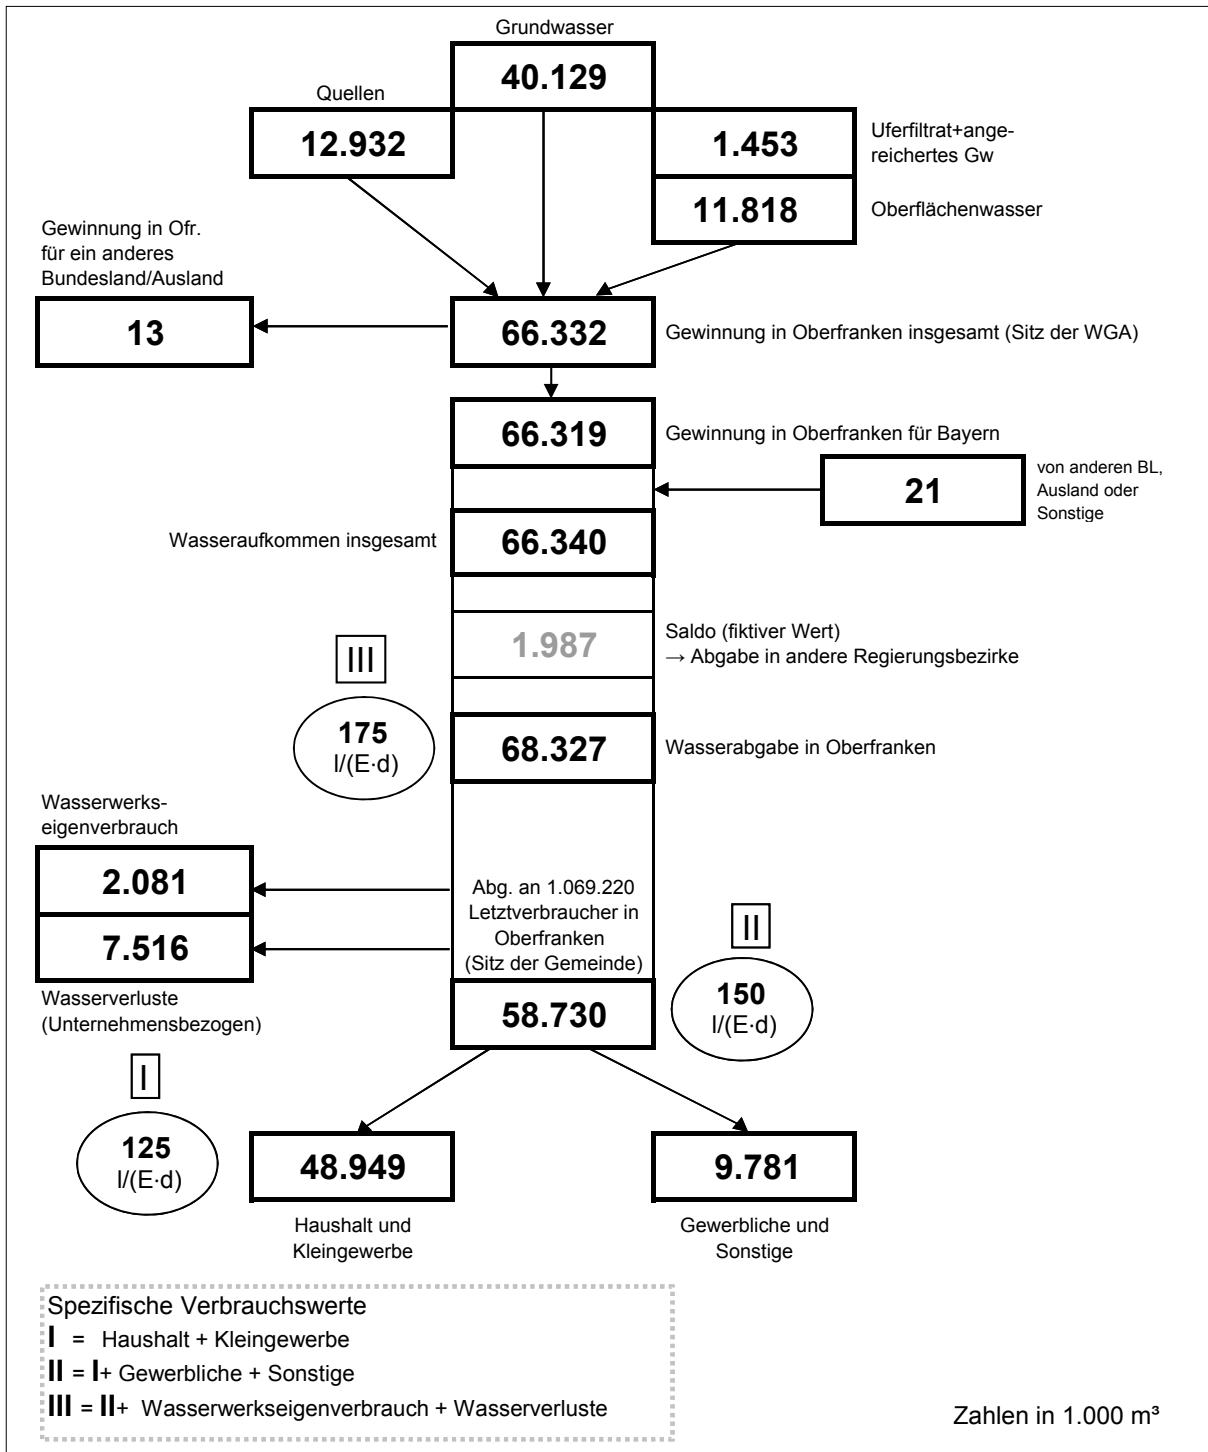 Grundwasser
40.129
Quellen
12.932
1.453
Uferfiltrat+ange-
reichertes Gw
11.818
Oberflächenwasser
Gewinnung in Ofr.
für ein anderes
Bundesland/Ausland
13
66.332
Gewinnung in Oberfranken insgesamt (Sitz der WGA)
66.319
Gewinnung in Oberfranken für Bayern
21
von anderen BL,
Ausland oder
Sonstige
Wasseraufkommen insgesamt
66.340
1.987
Saldo (fiktiver Wert)
→ Abgabe in andere Regierungsbezirke
III
175
l/(E·d)
68.327
Wasserabgabe in Oberfranken
Wasserwerks-
eigenverbrauch
2.081
7.516
Wasserverluste
(Unternehmensbezogen)
Abg. an 1.069.220
Letztverbraucher in
Oberfranken
(Sitz der Gemeinde)
58.730
II
150
l/(E·d)
I
125
l/(E·d)
48.949
Haushalt und
Kleingewerbe
9.781
Gewerbliche und
Sonstige
Spezifische Verbrauchswerte
I = Haushalt + Kleingewerbe
II = I+ Gewerbliche + Sonstige
III = II+ Wasserwerkseigenverbrauch + Wasserverluste
Zahlen in 1.000 m³